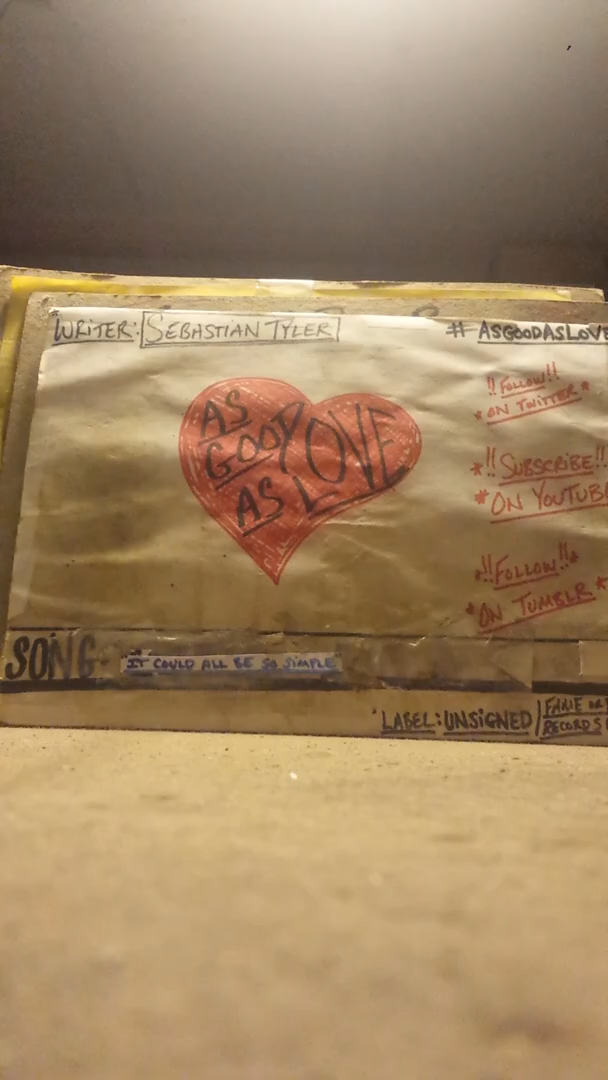 WRITER: SEBASTIAN TYLER
# ASGOODASLOVE
AS
GOOD
AS LOVE
!! FOLLOW!!
*ON TWITTER*
*!!SUBSCRIBE!!
*ON YOUTUBE
*!!FOLLOW!!*
*ON TUMBLR*
SONG- "IT COULD ALL BE SO SIMPLE"
LABEL: UNSIGNED/
RECORDS